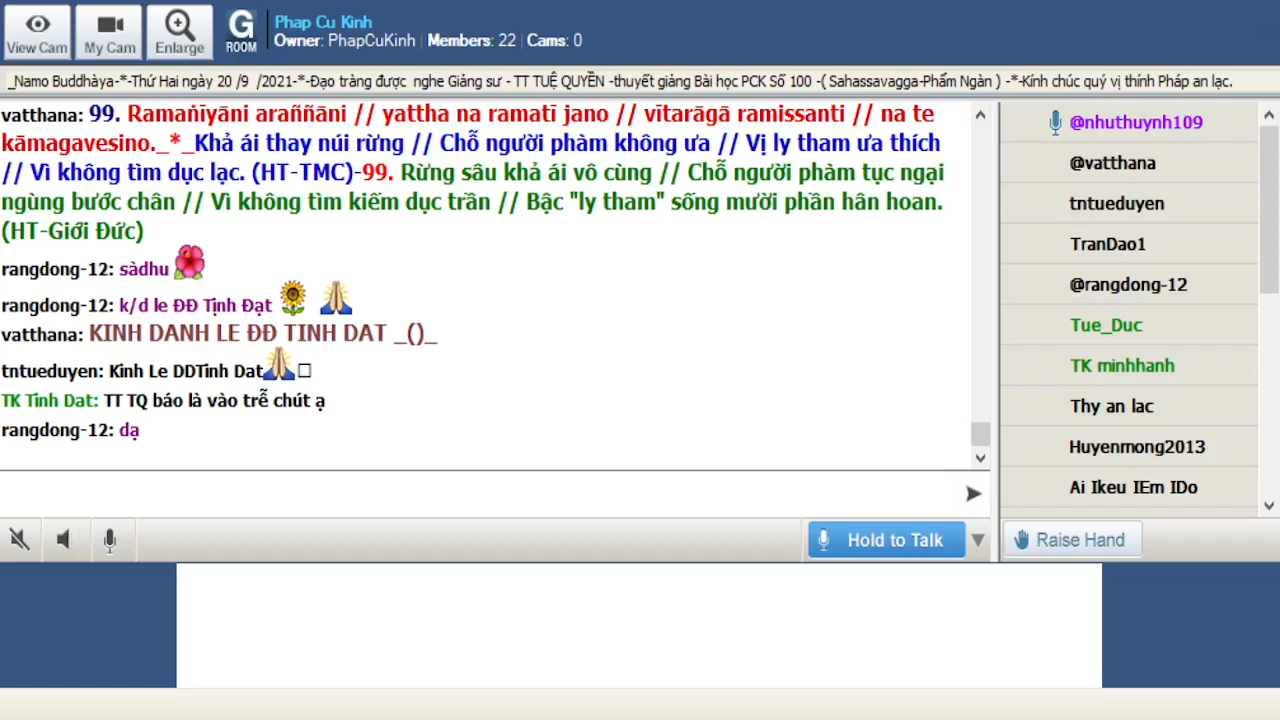 View Cam
My Cam
Enlarge
G
ROOM
Phap Cu Kinh
Owner: PhapCuKinh | Members: 22 | Cams: 0
_Namo Buddhàya-*-Thứ Hai ngày 20 /9 /2021-*-Đạo tràng được nghe Giảng sư - TT TUỆ QUYỀN -thuyết giảng Bài học PCK Số 100 -( Sahassavagga-Phẩm Ngàn ) -*-Kính chúc quý vị thính Pháp an lạc.
vatthana: 99. Ramaṅīyāni araññāni // yattha na ramatī jano // vītarāgā ramissanti // na te
kāmagavesino._*_Khả ái thay núi rừng // Chỗ người phàm không ưa // Vị ly tham ưa thích
// Vì không tìm dục lạc. (HT-TMC)-99. Rừng sâu khả ái vô cùng // Chỗ người phàm tục ngại
ngùng bước chân // Vì không tìm kiếm dục trần // Bậc "ly tham" sống mười phần hân hoan.
(HT-Giới Đức)
rangdong-12: sàdhu
rangdong-12: k/d le ĐĐ Tịnh Đạt
vatthana: KINH DANH LE ĐĐ TINH DAT _()_
tntueduyen: Kinh Le DDTinh Dat
TK Tinh Dat: TT TQ báo là vào trễ chút ạ
rangdong-12: dạ
@nhuthuynh109
@vatthana
tntueduyen
TranDao1
@rangdong-12
Tue_Duc
TK minhhanh
Thy an lac
Huyenmong2013
Ai Ikeu IEm IDo
Hold to Talk
Raise Hand